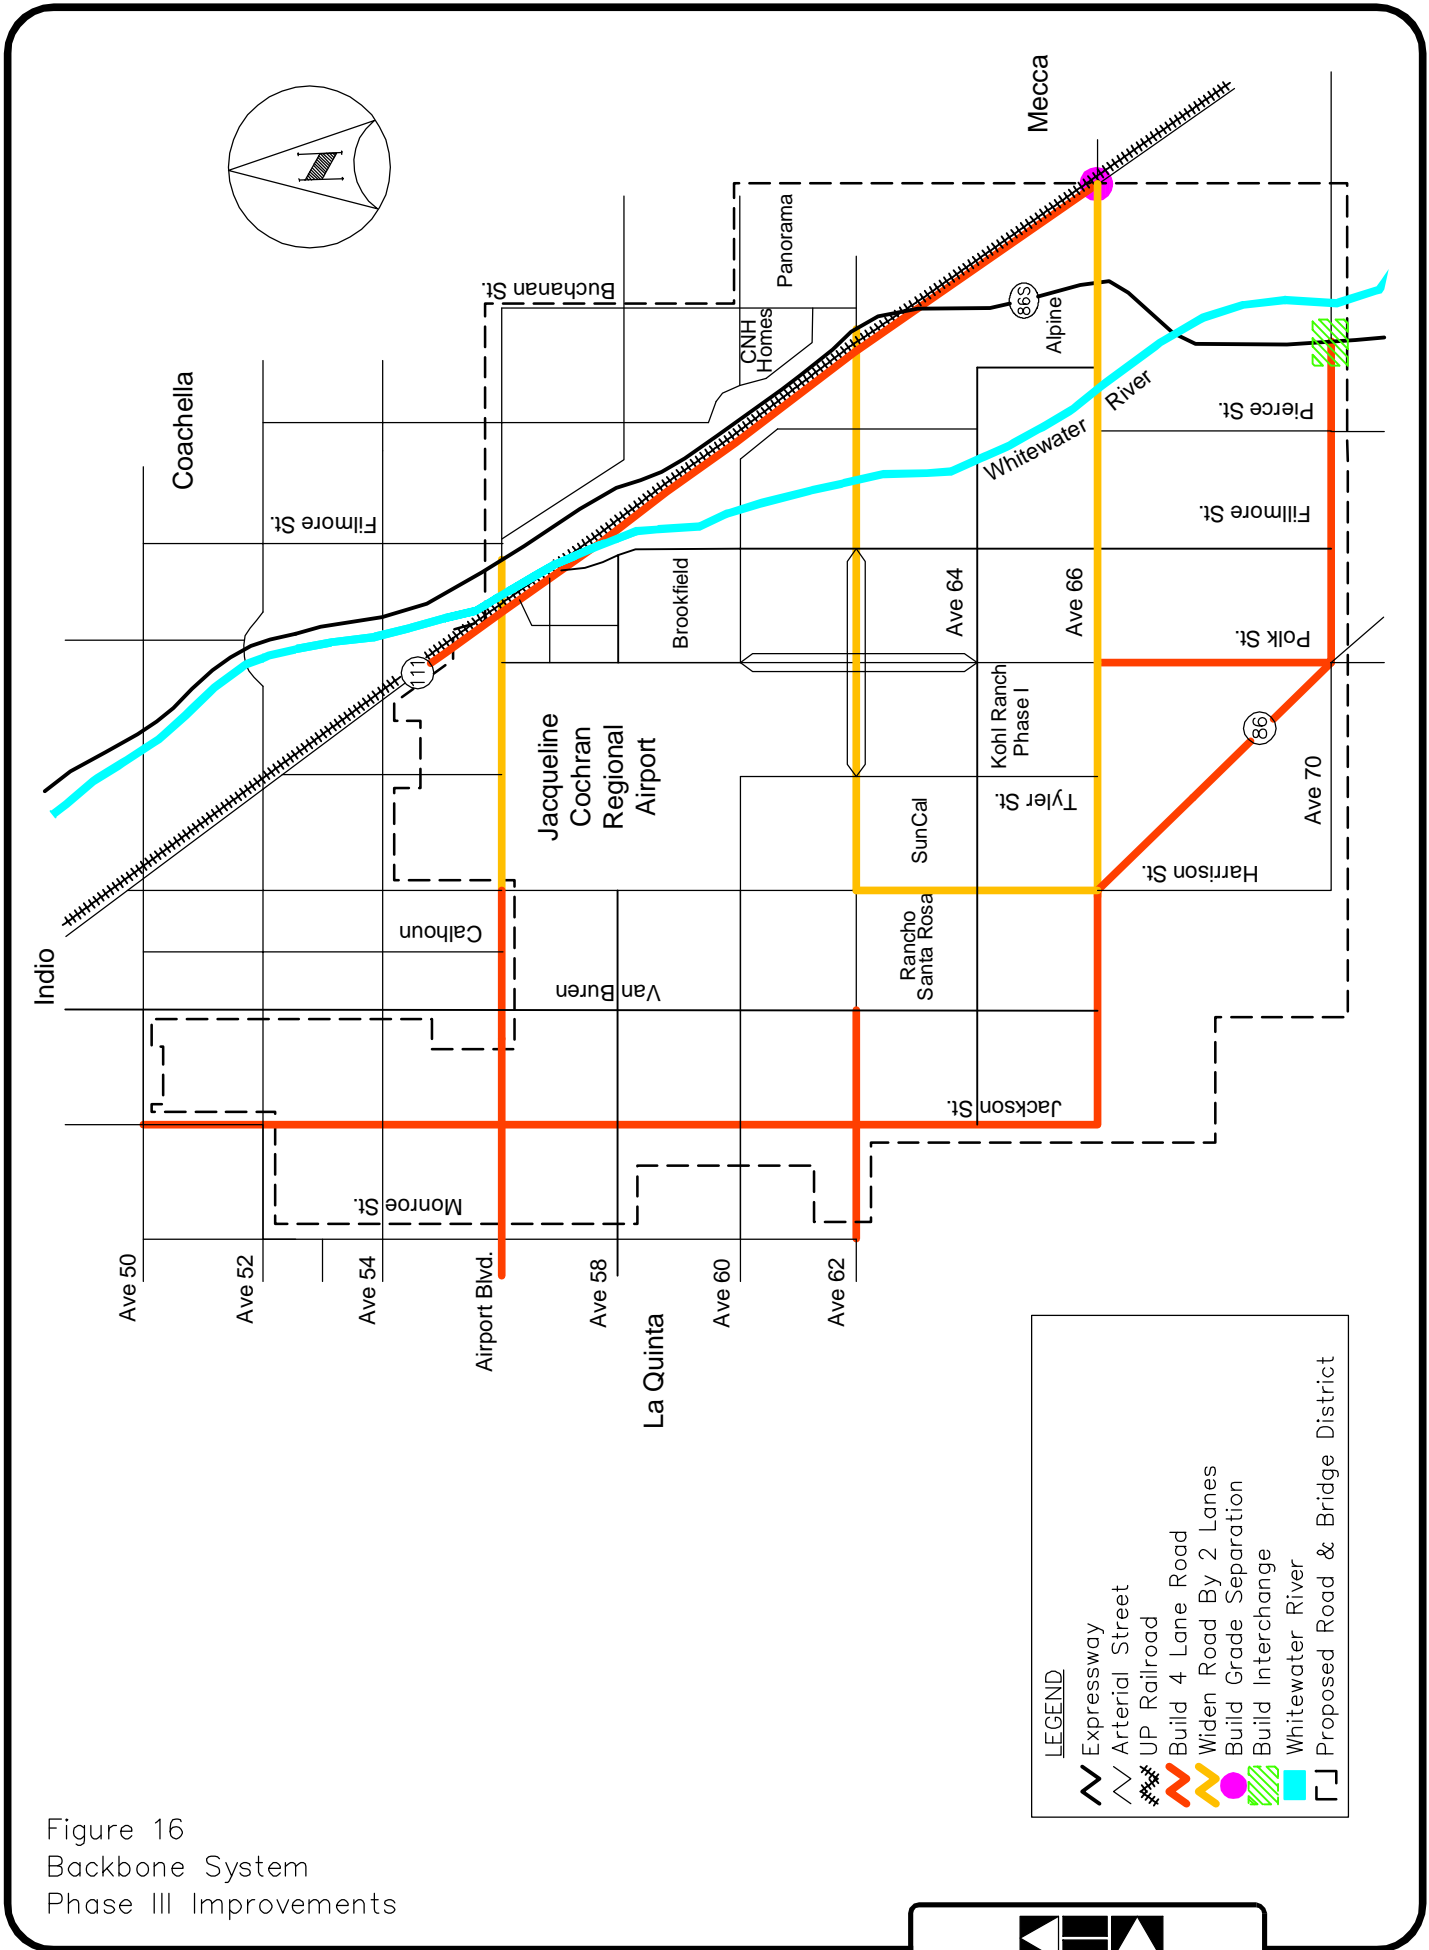 Mecca
Coachella
Indio
La Quinta
Buchanan St.
Panorama
CNH
Homes
86S
Alpine
Pierce St.
Whitewater River
Filmore St.
Fillmore St.
Brookfield
Ave 64
Ave 66
Polk St.
111
Jacqueline
Cochran
Regional
Airport
Kohl Ranch
Phase I
86
Ave 70
SunCal
Tyler St.
Harrison St.
Calhoun
Rancho
Santa Rosa
Van Buren
Jackson St.
Monroe St.
Ave 50
Ave 52
Ave 54
Airport Blvd.
Ave 58
Ave 60
Ave 62
LEGEND
Expressway
Arterial Street
UP Railroad
Build 4 Lane Road
Widen Road By 2 Lanes
Build Grade Separation
Build Interchange
Whitewater River
Proposed Road & Bridge District
Figure 16
Backbone System
Phase III Improvements
N